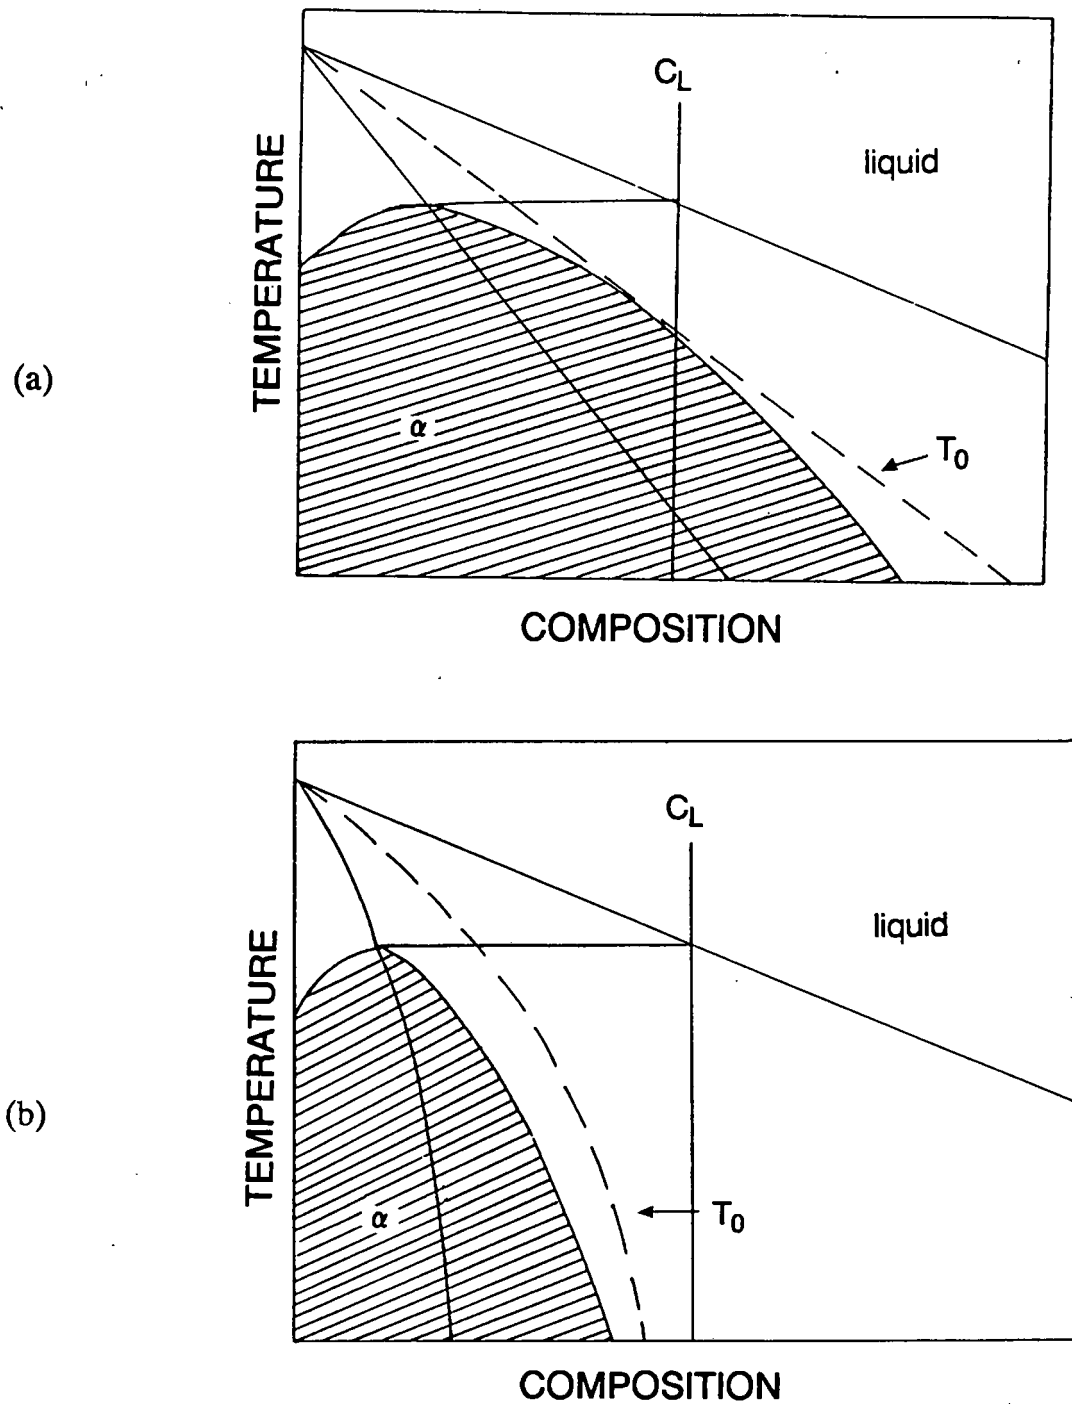 (a)
TEMPERATURE
C_L
liquid
α
T_0
COMPOSITION
(b)
TEMPERATURE
C_L
liquid
α
T_0
COMPOSITION